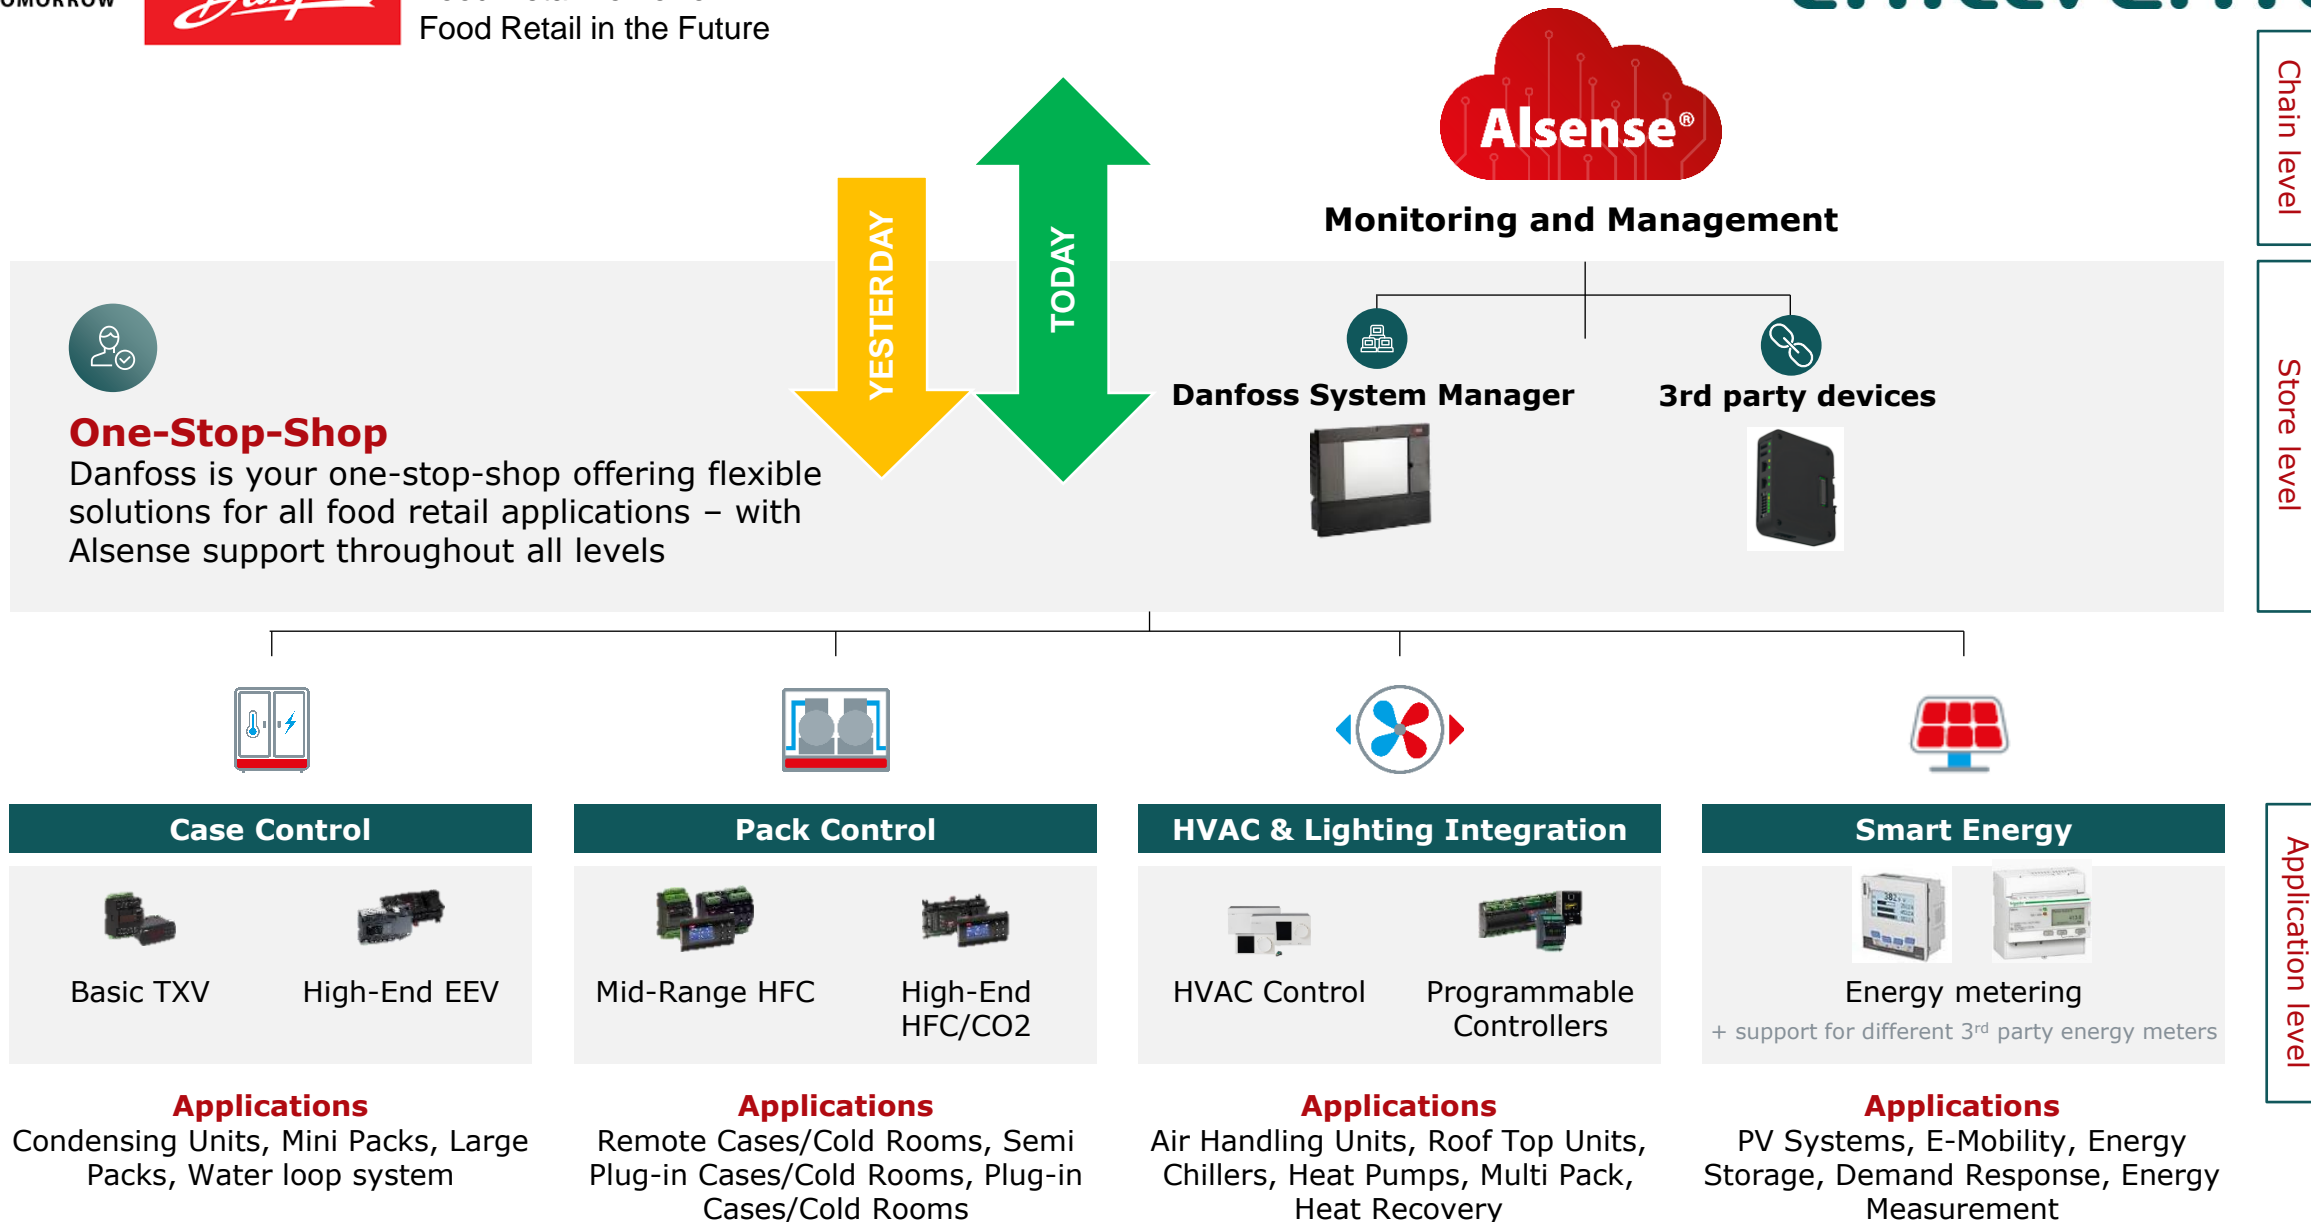 OMORROW
Food Retail in the Future
Alsense®
Chain level
Monitoring and Management
YESTERDAY
TODAY
Danfoss System Manager
3rd party devices
Store level
One-Stop-Shop
Danfoss is your one-stop-shop offering flexible
solutions for all food retail applications – with
Alsense support throughout all levels
Case Control
Pack Control
HVAC & Lighting Integration
Smart Energy
Basic TXV
High-End EEV
Mid-Range HFC
High-End
HFC/CO2
HVAC Control
Programmable
Controllers
Energy metering
+ support for different 3rd party energy meters
Application level
Applications
Condensing Units, Mini Packs, Large
Packs, Water loop system
Applications
Remote Cases/Cold Rooms, Semi
Plug-in Cases/Cold Rooms, Plug-in
Cases/Cold Rooms
Applications
Air Handling Units, Roof Top Units,
Chillers, Heat Pumps, Multi Pack,
Heat Recovery
Applications
PV Systems, E-Mobility, Energy
Storage, Demand Response, Energy
Measurement